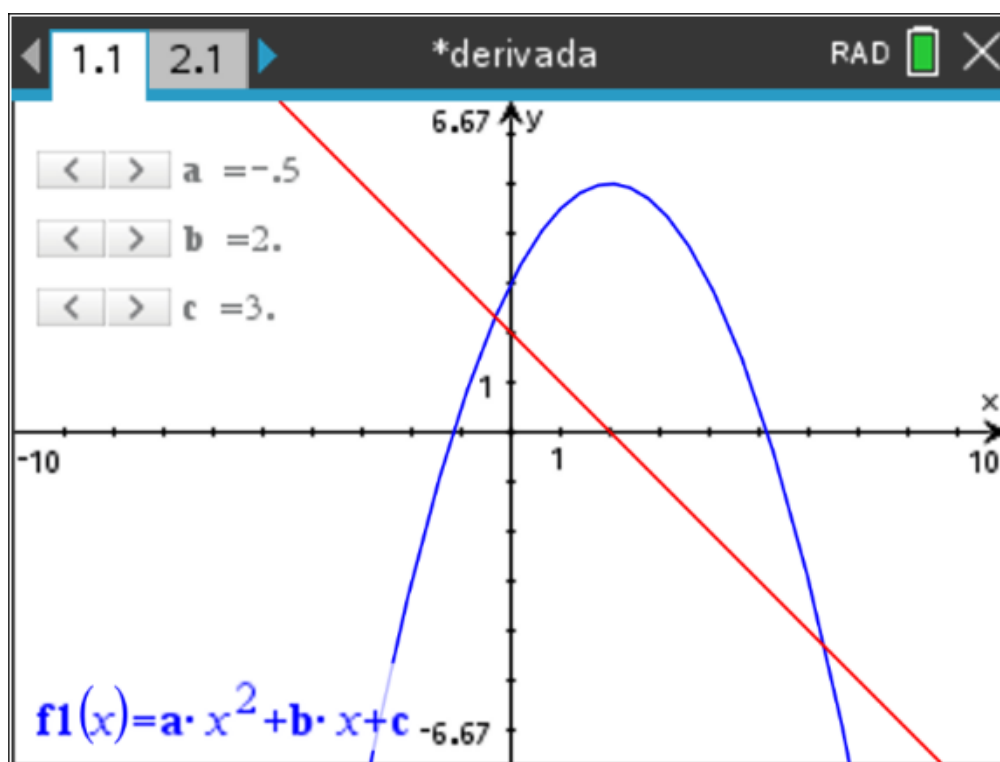 1.1 2.1 *derivada RAD
6.67 y
< > a =-.5
< > b =2.
< > c =3.
1
x
-10 1 10
f1(x)=a·x²+b·x+c -6.67